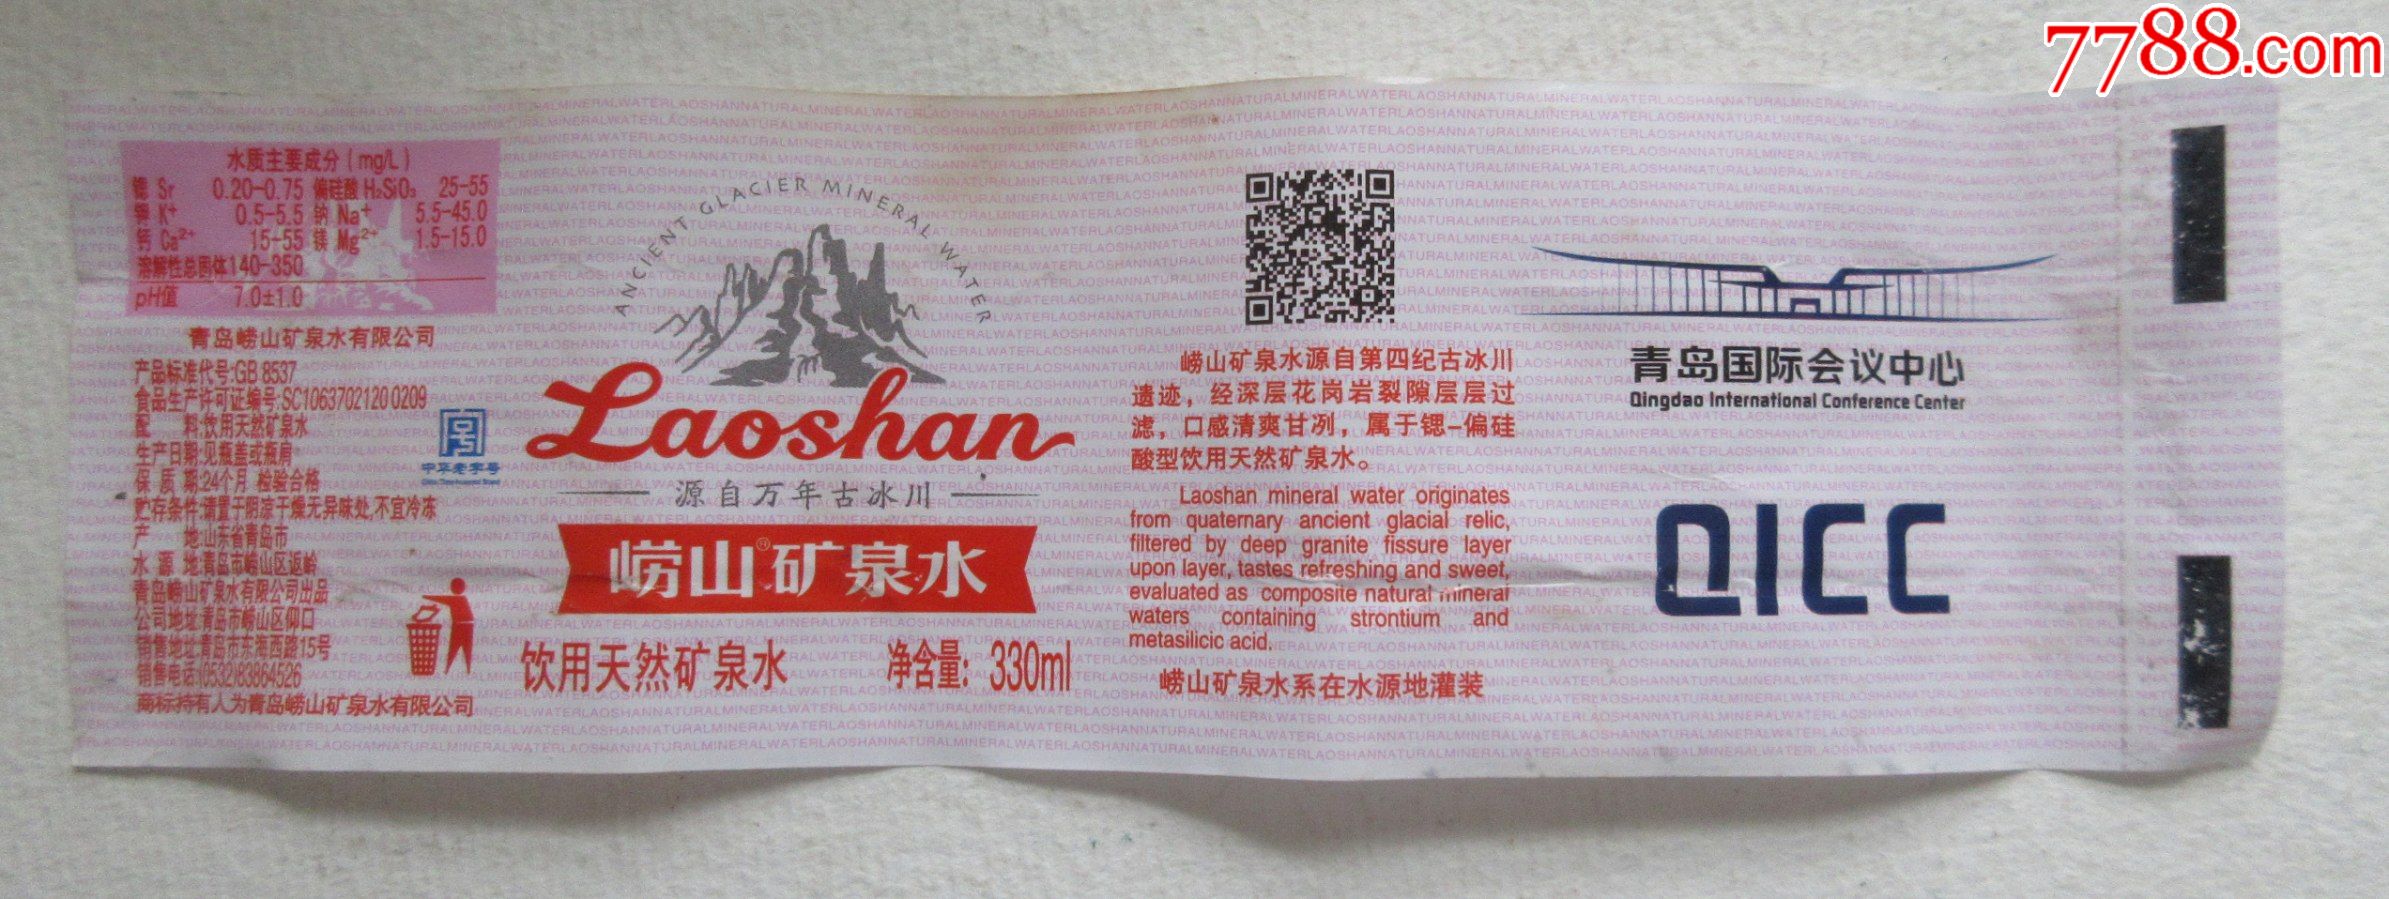 7788.com
水质主要成分(mg/L)
锶 Sr 0.20-0.75 偏硅酸 H₂SiO₃ 25-55
钾 K⁺ 0.5-5.5 钠 Na⁺ 5.5-45.0
钙 Ca²⁺ 15-55 镁 Mg²⁺ 1.5-15.0
溶解性总固体140-350
pH值 7.0±1.0
青岛崂山矿泉水有限公司
产品标准代号:GB 8537
食品生产许可证编号:SC10637021200209
配 料:饮用天然矿泉水
生产日期:见瓶盖或瓶肩
保 质 期:24个月 检验合格
贮存条件:请置于阴凉干燥无异味处,不宜冷冻
产 地:山东省青岛市
水 源 地:青岛市崂山区返岭
青岛崂山矿泉水有限公司出品
公司地址:青岛市崂山区仰口
销售地址:青岛市东海西路15号
销售电话:(0532)83864526
商标持有人为青岛崂山矿泉水有限公司
中华老字号
ANCIENT GLACIER MINERAL WATER
Laoshan
源自万年古冰川
崂山®矿泉水
饮用天然矿泉水 净含量: 330ml
崂山矿泉水源自第四纪古冰川
遗迹，经深层花岗岩裂隙层层过
滤，口感清爽甘冽，属于锶-偏硅
酸型饮用天然矿泉水。
Laoshan mineral water originates
from quaternary ancient glacial relic,
filtered by deep granite fissure layer
upon layer, tastes refreshing and sweet,
evaluated as composite natural mineral
waters containing strontium and
metasilicic acid.
崂山矿泉水系在水源地灌装
青岛国际会议中心
Qingdao International Conference Center
QICC